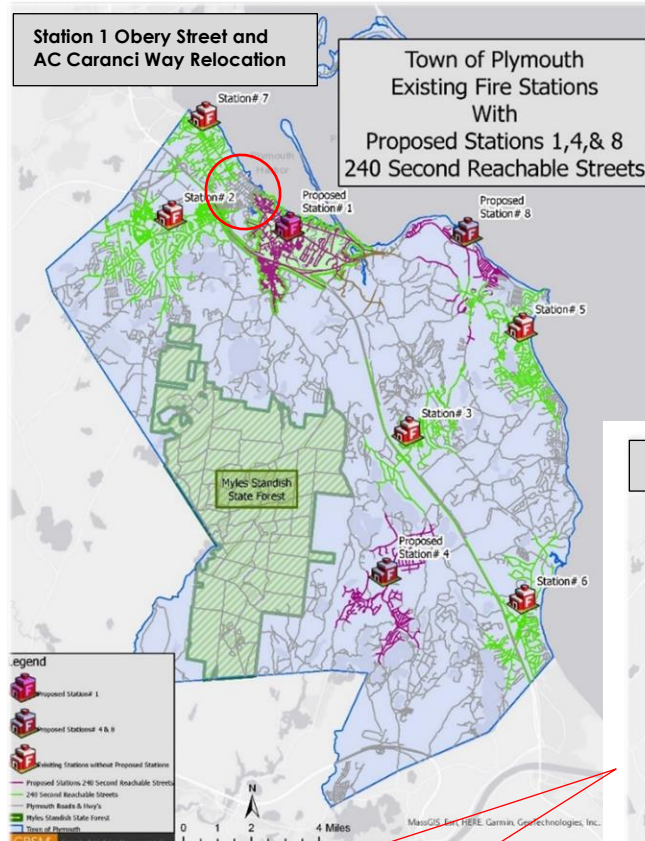 Station 1 Obery Street and
AC Caranci Way Relocation
Town of Plymouth
Existing Fire Stations
With
Proposed Stations 1,4,& 8
240 Second Reachable Streets
Station# 7
Plymouth
Harbor
Station# 2
Proposed
Station# 1
Proposed
Station# 8
Station# 5
Station# 3
Myles Standish
State Forest
Proposed
Station# 4
Station# 6
Legend
Proposed Station# 1
Proposed Stations# 4 & 8
Exisiting Stations without Proposed Stations
Proposed Stations 240 Second Reachable Streets
240 Second Reachable Streets
Plymouth Roads & Hwy's
Myles Standish State Forest
Town of Plymouth
N
0 1 2 4 Miles
MassGIS, Esri, HERE, Garmin, GeoTechnologies, Inc.